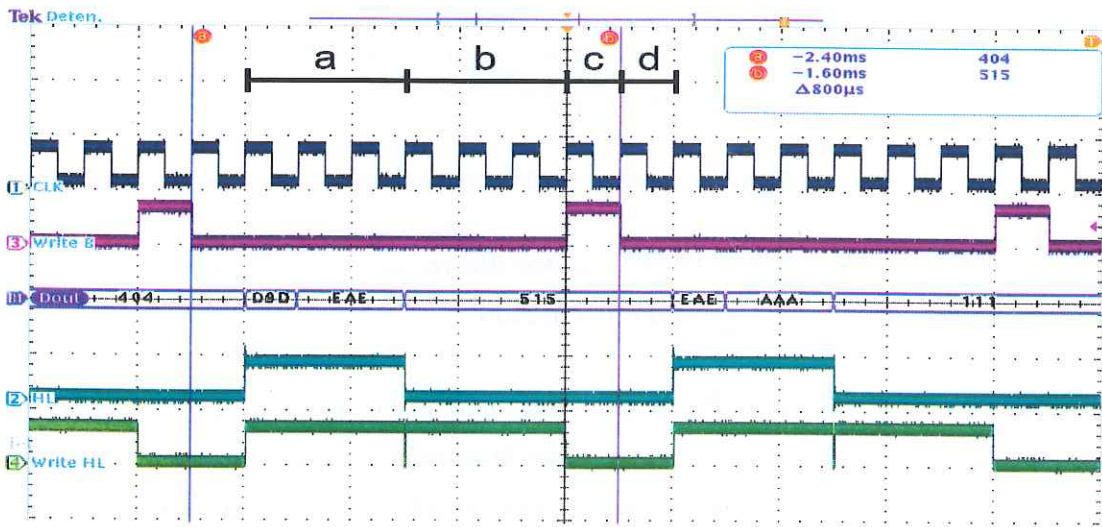 Tek Deten.
a
b
a b c d
a -2.40ms 404
b -1.60ms 515
Δ800µs
1 CLK
3 Write B
Dout 404 D9D EAE 515 EAE AAA 111
2 HL
4 Write HL